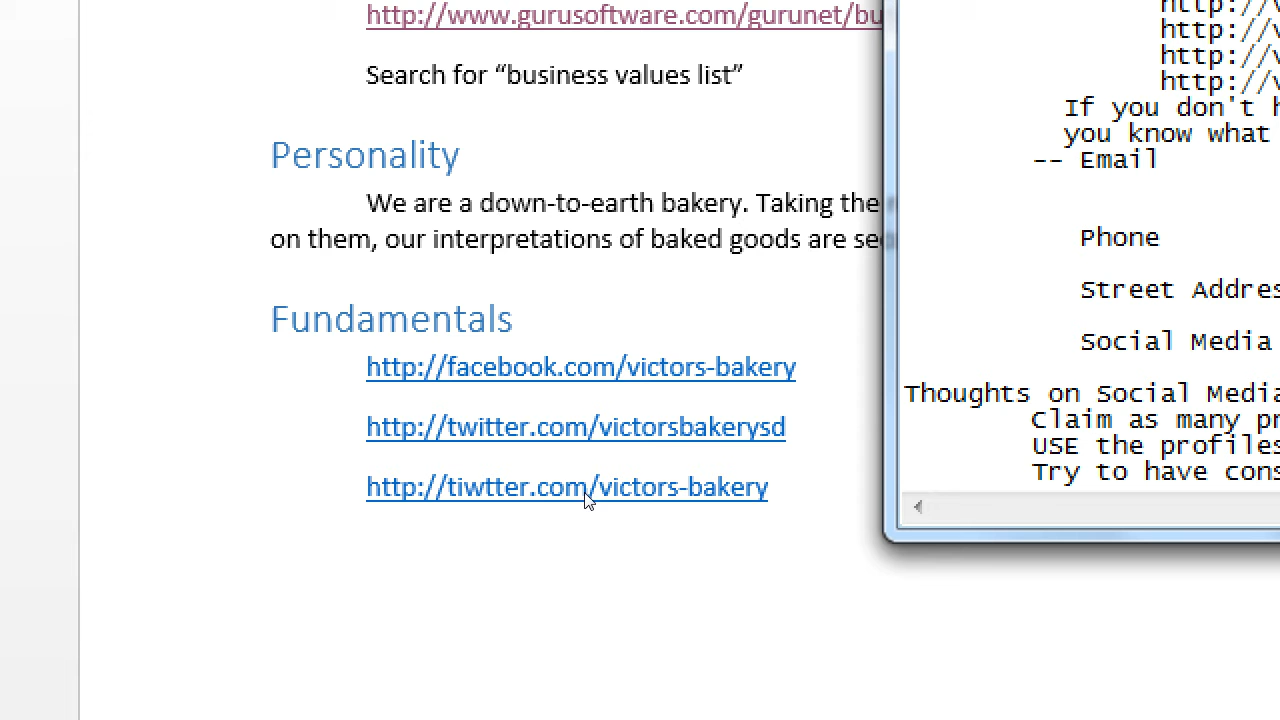 http://www.gurusoftware.com/gurunet/bu
Search for “business values list”
Personality
We are a down-to-earth bakery. Taking the
on them, our interpretations of baked goods are
Fundamentals
http://facebook.com/victors-bakery
http://twitter.com/victorsbakerysd
http://tiwtter.com/victors-bakery
http://v
http://v
http://v
http://v
If you don't h
you know what
-- Email
Phone
Street Addres
Social Media
Thoughts on Social Media
Claim as many pr
USE the profiles
Try to have cons